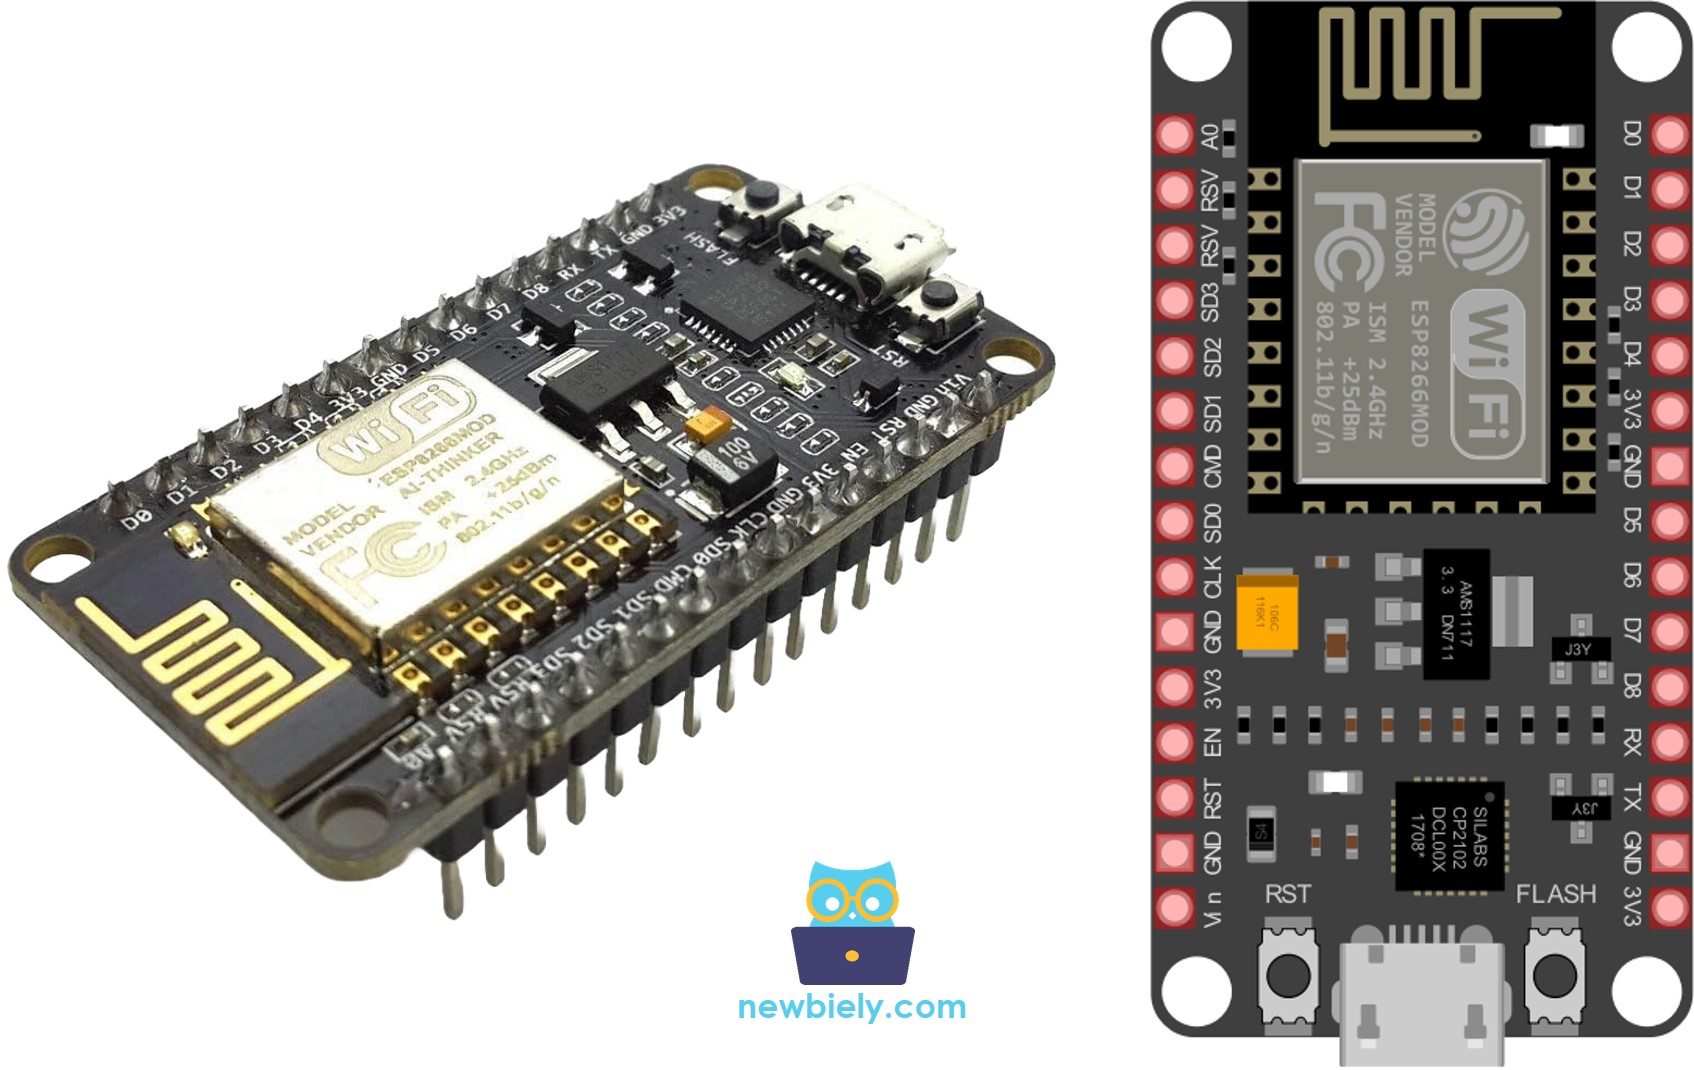 3V3
GND
TX
RX
D8
D7
D6
D5
GND
3V3
D4
D3
D2
D1
D0
FLASH
RST
Vin
GND
RST
EN
3V3
GND
CLK
SD0
CMD
SD1
SD2
SD3
RSV
RSV
A0
100
6V
WiFi
MODEL
VENDOR
ESP8266MOD
AI-THINKER
ISM 2.4GHz
PA +25dBm
802.11b/g/n
FC
newbiely.com
A0
RSV
RSV
SD3
SD2
SD1
CWD
SD0
CLK
GND
3V3
EN
RST
GND
Vin
D0
D1
D2
D3
D4
3V3
GND
D5
D6
D7
D8
RX
TX
GND
3V3
MODEL
VENDOR
FC
WiFi
ESP8266MOD
ISM 2.4GHz
PA +25dBm
802.11b/g/n
106C
116K1
AMS1117
3.3 DN711
J3Y
J3Y
SILABS
CP2102
DCL00X
1708*
RST
FLASH